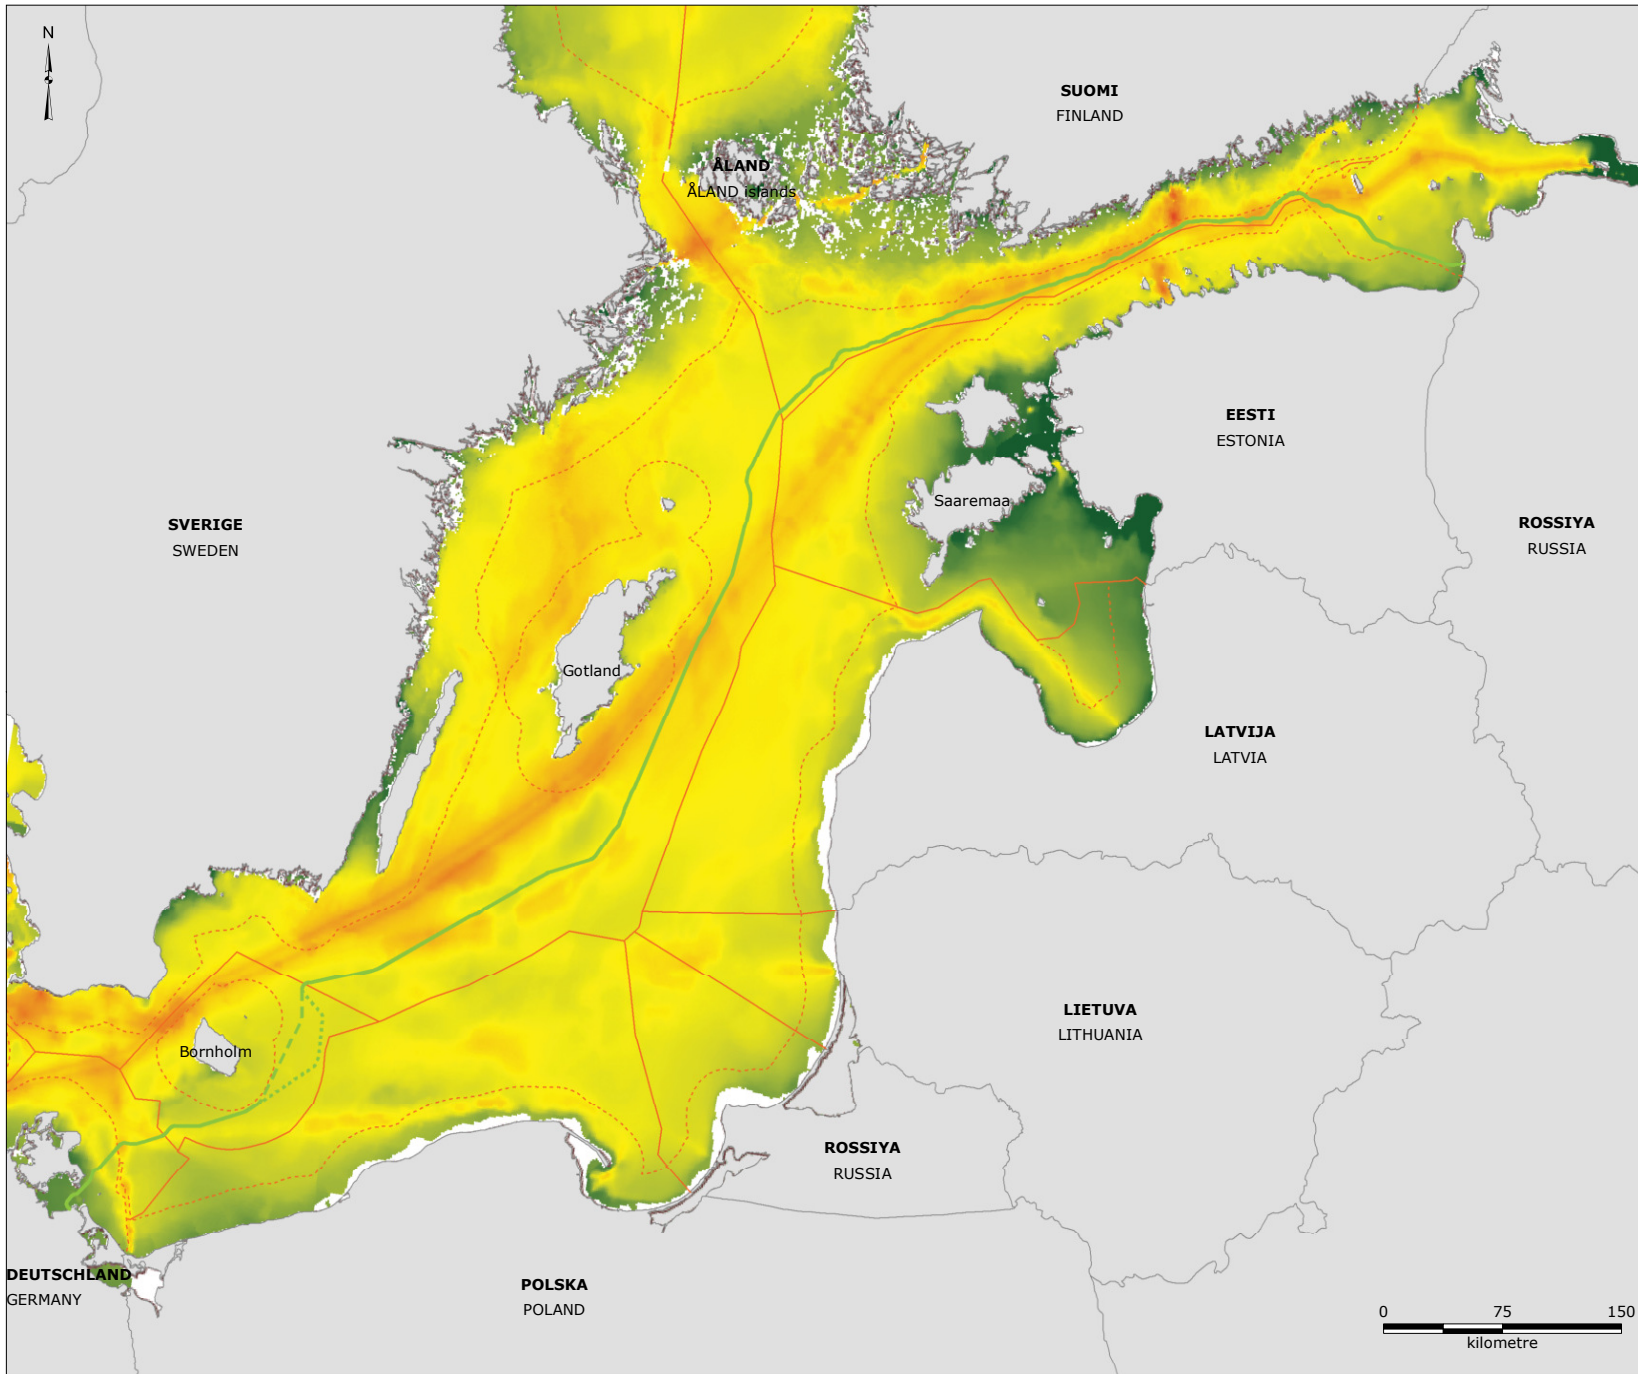 N
SUOMI
FINLAND
ÅLAND
ÅLAND islands
EESTI
ESTONIA
Saaremaa
SVERIGE
SWEDEN
ROSSIYA
RUSSIA
Gotland
LATVIJA
LATVIA
LIETUVA
LITHUANIA
Bornholm
ROSSIYA
RUSSIA
DEUTSCHLAND
GERMANY
POLSKA
POLAND
0 75 150
kilometre